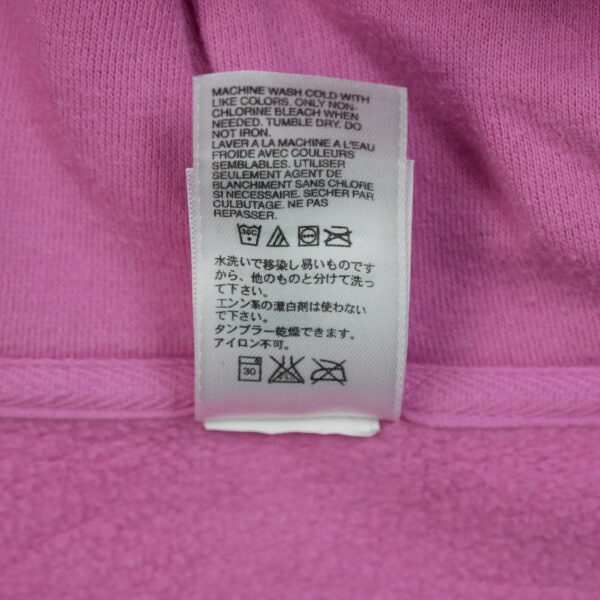 MACHINE WASH COLD WITH
LIKE COLORS. ONLY NON-
CHLORINE BLEACH WHEN
NEEDED. TUMBLE DRY. DO
NOT IRON.
LAVER A LA MACHINE A L'EAU
FROIDE AVEC COULEURS
SEMBLABLES. UTILISER
SEULEMENT AGENT DE
BLANCHIMENT SANS CHLORE
SI NECESSAIRE. SECHER PAR
CULBUTAGE. NE PAS
REPASSER.
30C
水洗いで移染し易いものです
から、他のものと分けて洗っ
て下さい。
エンソ系の漂白剤は使わない
で下さい。
タンブラー乾燥できます。
アイロン不可。
30